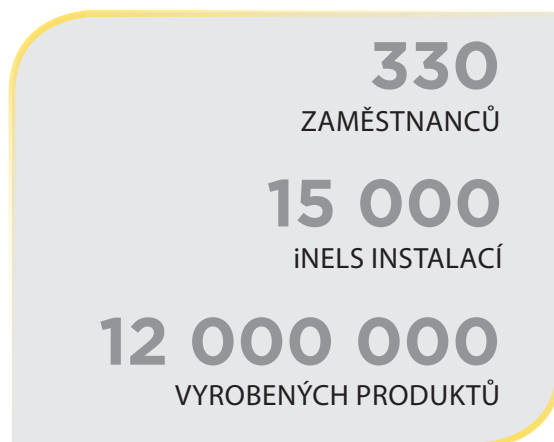 330
ZAMĚSTNANCŮ
15 000
iNELS INSTALACÍ
12 000 000
VYROBENÝCH PRODUKTŮ